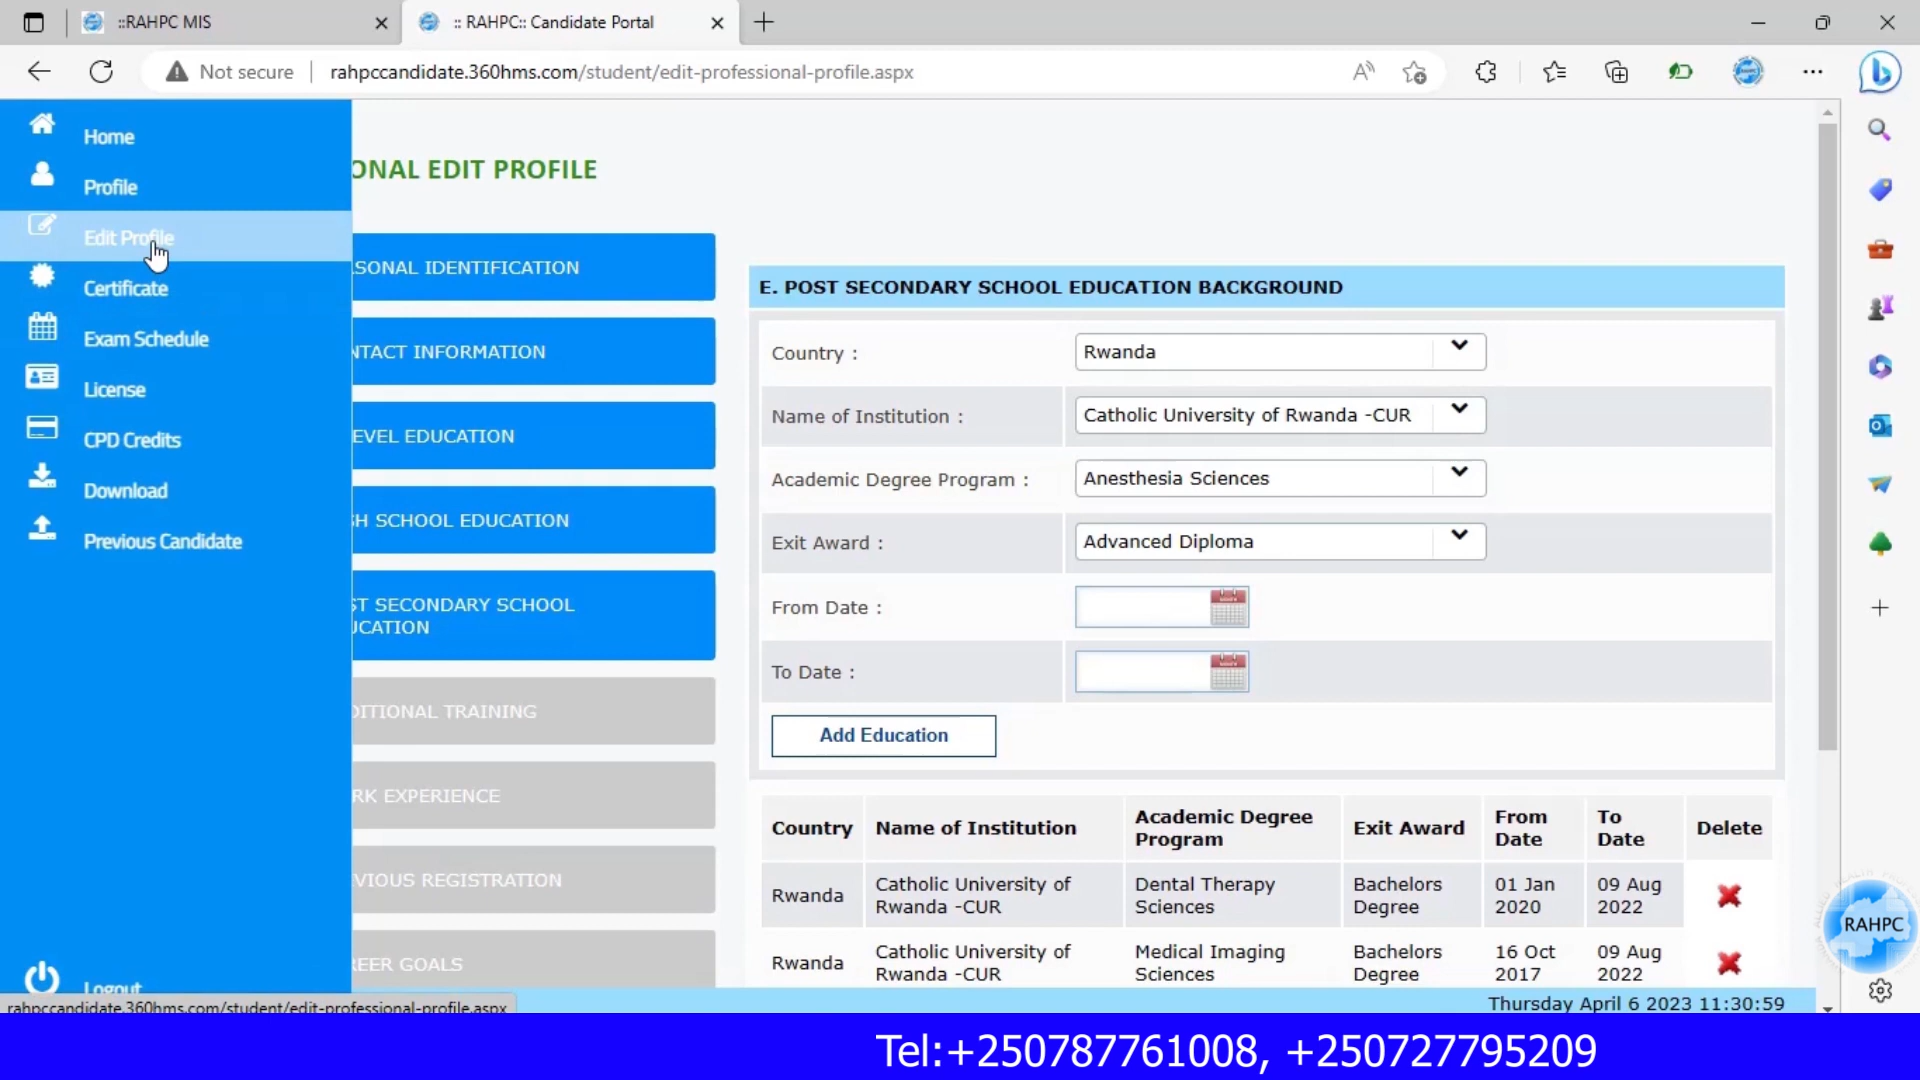 ::RAHPC MIS
:: RAHPC:: Candidate Portal
Not secure
rahpccandidate.360hms.com/student/edit-professional-profile.aspx
Home
Profile
Edit Profile
Certificate
Exam Schedule
License
CPD Credits
Download
Previous Candidate
Logout
rahpccandidate.360hms.com/student/edit-professional-profile.aspx
ONAL EDIT PROFILE
SONAL IDENTIFICATION
NTACT INFORMATION
EVEL EDUCATION
H SCHOOL EDUCATION
ST SECONDARY SCHOOL
UCATION
DITIONAL TRAINING
RK EXPERIENCE
VIOUS REGISTRATION
REER GOALS
E. POST SECONDARY SCHOOL EDUCATION BACKGROUND
Country : Rwanda
Name of Institution : Catholic University of Rwanda -CUR
Academic Degree Program : Anesthesia Sciences
Exit Award : Advanced Diploma
From Date :
To Date :
Add Education
Country Name of Institution Academic Degree Program Exit Award From Date To Date Delete
Rwanda Catholic University of Rwanda -CUR Dental Therapy Sciences Bachelors Degree 01 Jan 2020 09 Aug 2022
Rwanda Catholic University of Rwanda -CUR Medical Imaging Sciences Bachelors Degree 16 Oct 2017 09 Aug 2022
Thursday April 6 2023 11:30:59
RAHPC
Tel:+250787761008, +250727795209